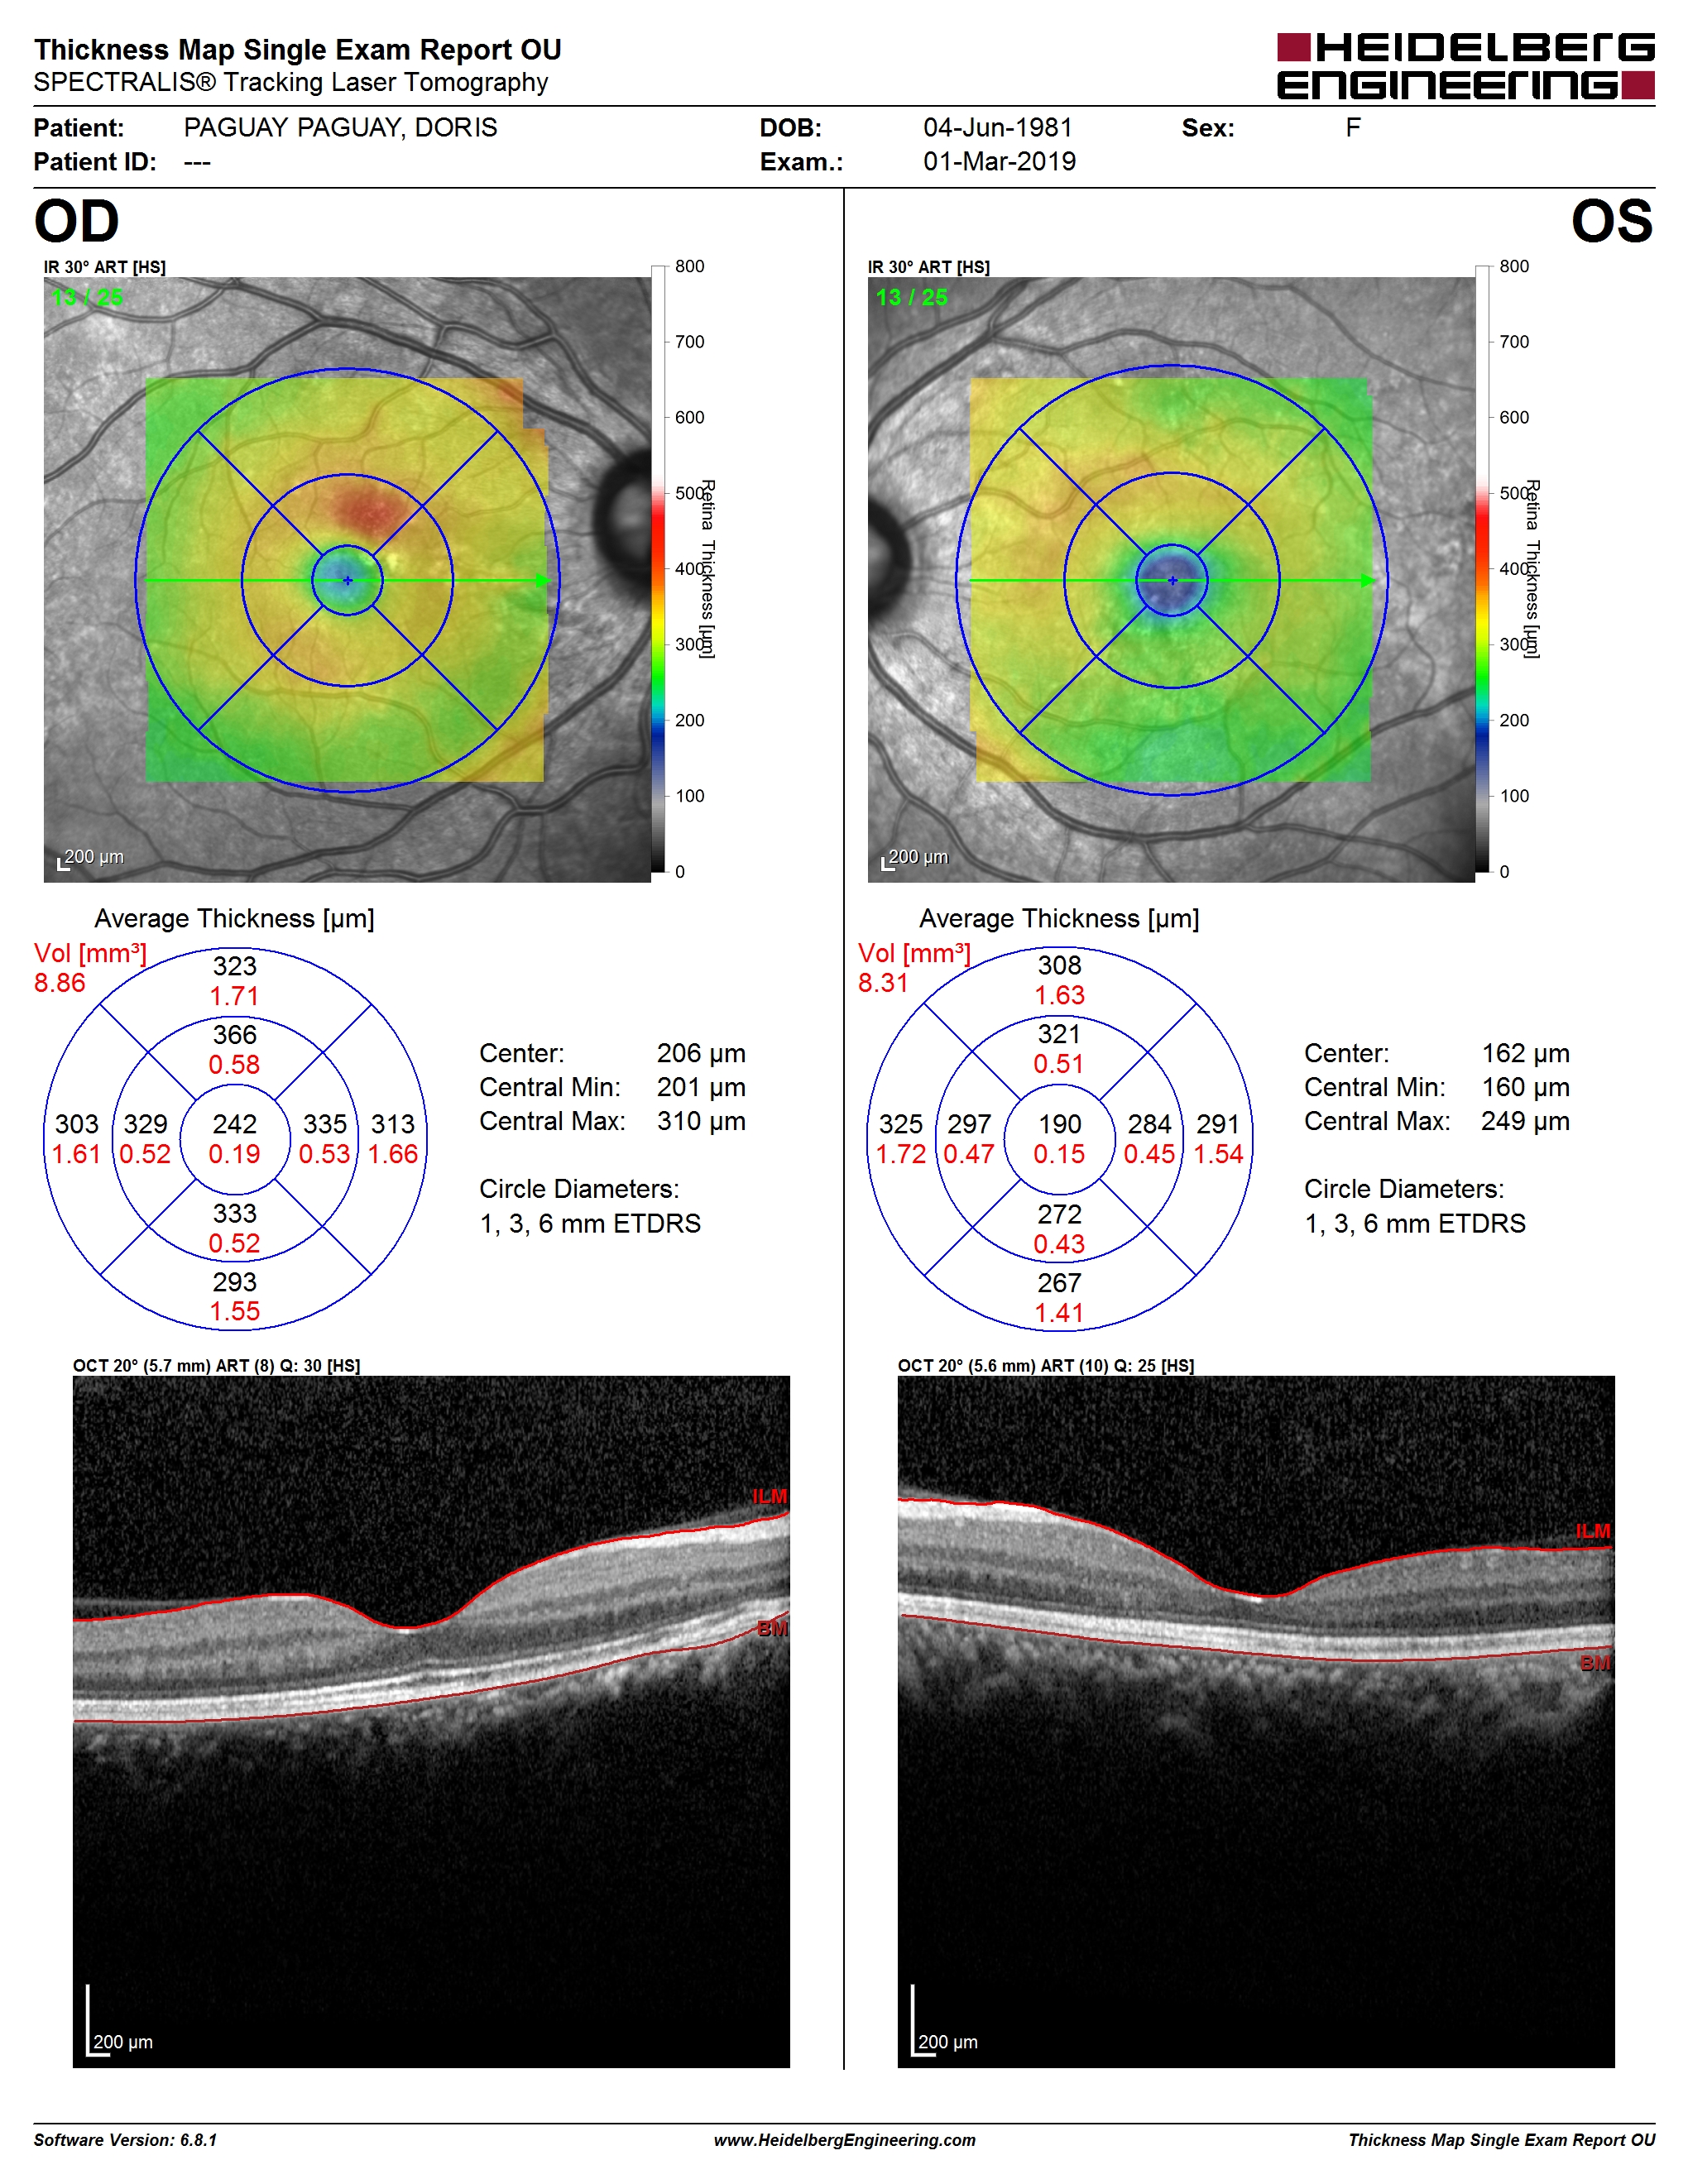 Thickness Map Single Exam Report OU
SPECTRALIS® Tracking Laser Tomography
HEIDELBERG
ENGINEERING
Patient: PAGUAY PAGUAY, DORIS DOB: 04-Jun-1981 Sex: F
Patient ID: --- Exam.: 01-Mar-2019
OD
IR 30° ART [HS]
13 / 25
200 µm
800
700
600
500
400
300
200
100
0
Retina Thickness [µm]
Average Thickness [µm]
Vol [mm³]
8.86
323
1.71
366
0.58
303 329 242 335 313
1.61 0.52 0.19 0.53 1.66
333
0.52
293
1.55
Center: 206 µm
Central Min: 201 µm
Central Max: 310 µm
Circle Diameters:
1, 3, 6 mm ETDRS
OCT 20° (5.7 mm) ART (8) Q: 30 [HS]
ILM
BM
200 µm
OS
IR 30° ART [HS]
13 / 25
200 µm
800
700
600
500
400
300
200
100
0
Retina Thickness [µm]
Average Thickness [µm]
Vol [mm³]
8.31
308
1.63
321
0.51
325 297 190 284 291
1.72 0.47 0.15 0.45 1.54
272
0.43
267
1.41
Center: 162 µm
Central Min: 160 µm
Central Max: 249 µm
Circle Diameters:
1, 3, 6 mm ETDRS
OCT 20° (5.6 mm) ART (10) Q: 25 [HS]
ILM
BM
200 µm
Software Version: 6.8.1 www.HeidelbergEngineering.com Thickness Map Single Exam Report OU